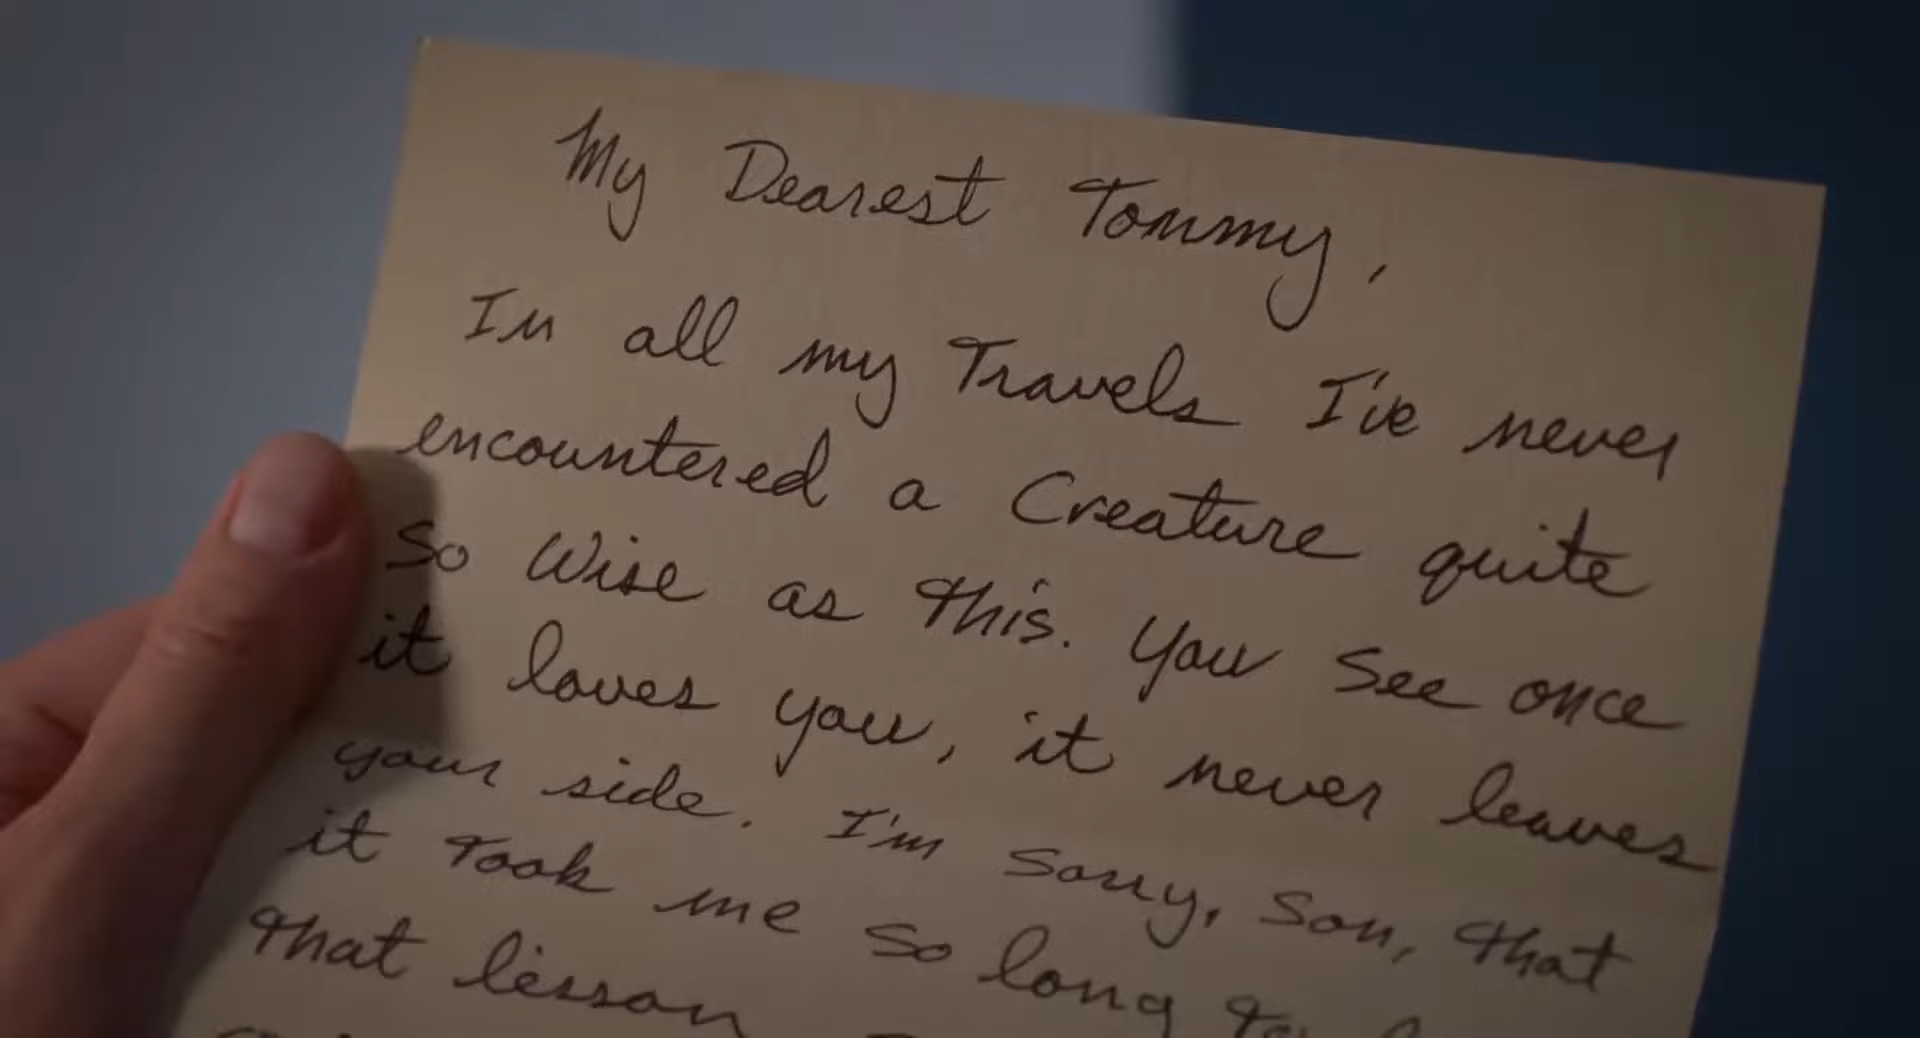 My Dearest Tommy,
In all my Travels I've never
encountered a Creature quite
so Wise as this. You see once
it loves you, it never leaves
your side. I'm sorry, son, that
it took me so long to
that lesson